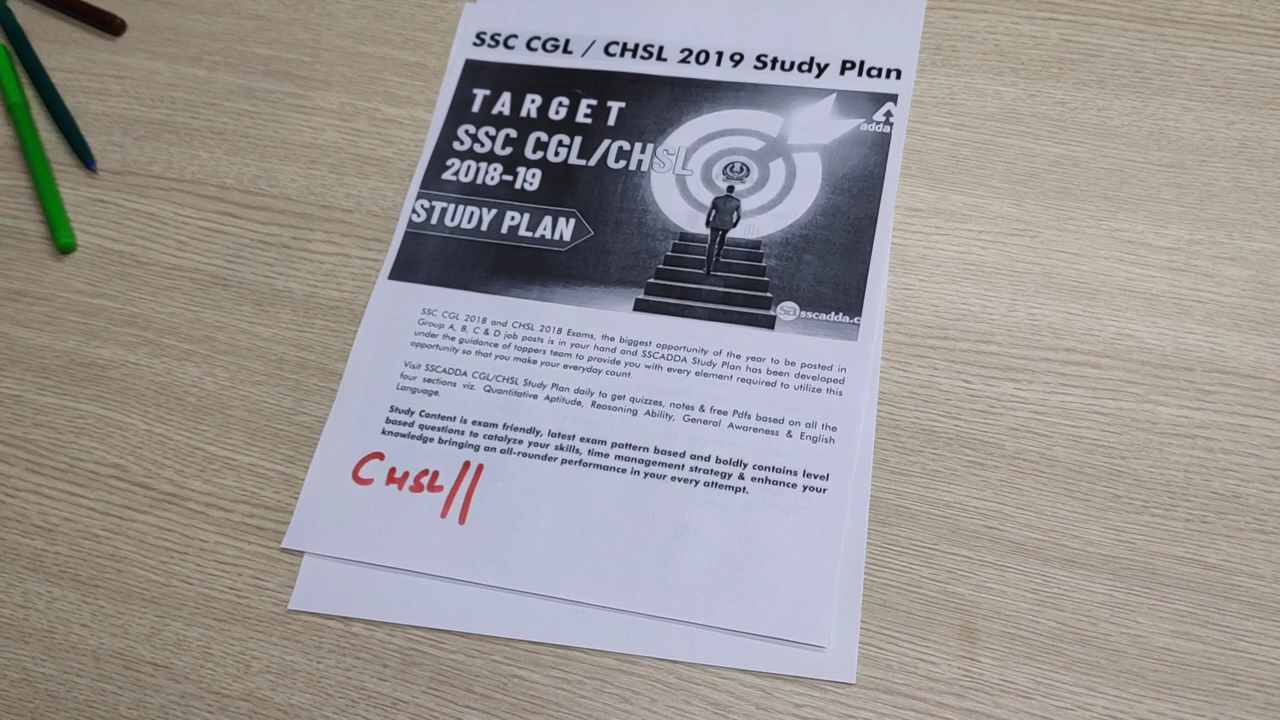 SSC CGL / CHSL 2019 Study Plan
TARGET
SSC CGL/CHSL
2018-19
STUDY PLAN
adda
sa sscadda.c
SSC CGL 2018 and CHSL 2018 Exams, the biggest opportunity of the year to be posted in
Group A, B, C & D job posts is in your hand and SSCADDA Study Plan has been developed
under the guidance of toppers team to provide you with every element required to utilize this
opportunity so that you make your everyday count.
Visit SSCADDA CGL/CHSL Study Plan daily to get quizzes, notes & free Pdfs based on all the
four sections viz. Quantitative Aptitude, Reasoning Ability, General Awareness & English
Language.
Study Content is exam friendly, latest exam pattern based and boldly contains level
based questions to catalyze your skills, time management strategy & enhance your
knowledge bringing an all-rounder performance in your every attempt.
CHSL//